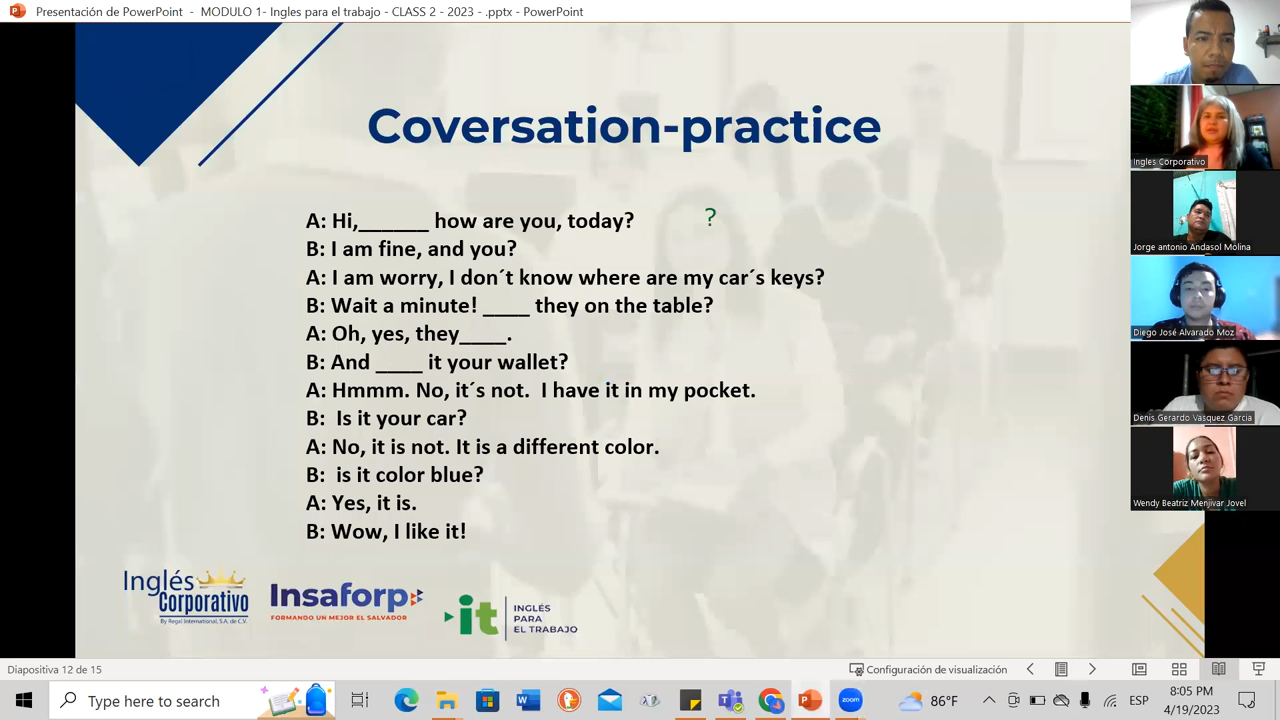 Presentación de PowerPoint - MODULO 1- Ingles para el trabajo - CLASS 2 - 2023 - .pptx - PowerPoint
Coversation-practice
A: Hi,______ how are you, today? ?
B: I am fine, and you?
A: I am worry, I don´t know where are my car´s keys?
B: Wait a minute! ____ they on the table?
A: Oh, yes, they____.
B: And ____ it your wallet?
A: Hmmm. No, it´s not. I have it in my pocket.
B: Is it your car?
A: No, it is not. It is a different color.
B: is it color blue?
A: Yes, it is.
B: Wow, I like it!
Inglés
Corporativo
By Regal International, S.A. de C.V.
Insaforp
FORMANDO UN MEJOR EL SALVADOR
it
INGLÉS
PARA
EL TRABAJO
Ingles Corporativo
Jorge antonio Andasol Molina
Diego José Alvarado Moz
Denis Gerardo Vasquez Garcia
Wendy Beatriz Menjivar Jovel
Diapositiva 12 de 15
Configuración de visualización
Type here to search
86°F
ESP
8:05 PM
4/19/2023